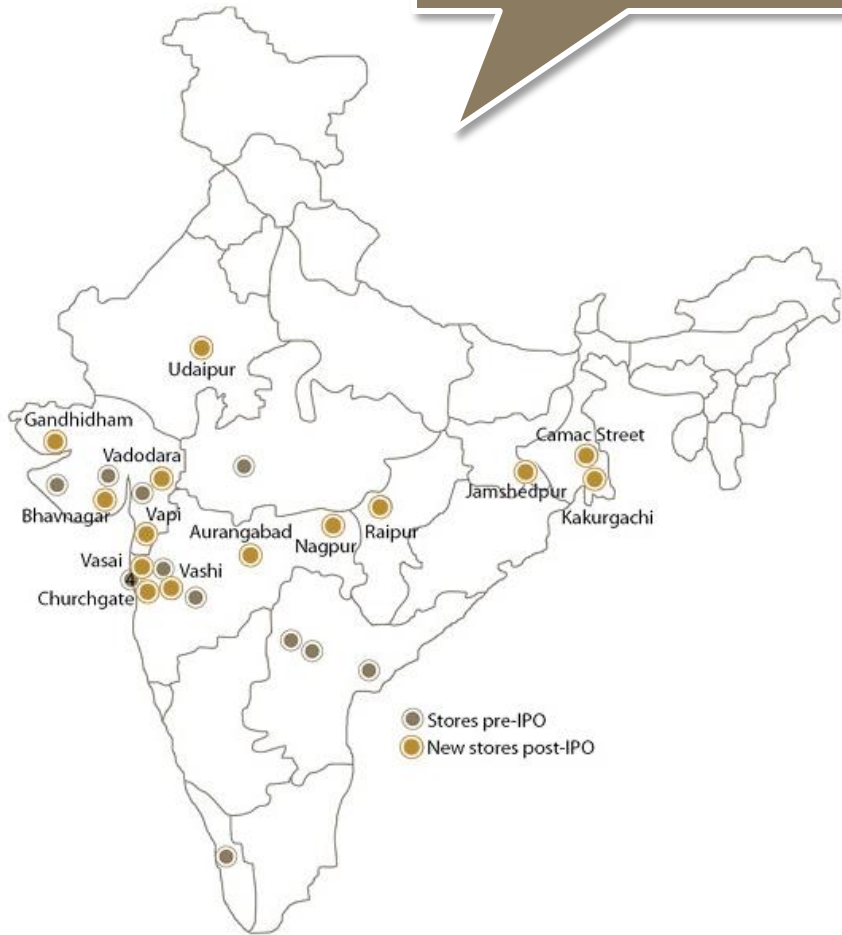 Udaipur
Gandhidham
Vadodara
Camac Street
Jamshedpur
Bhavnagar
Vapi
Kakurgachi
Aurangabad
Nagpur
Raipur
Vasai
Vashi
4
Churchgate
Stores pre-IPO
New stores post-IPO